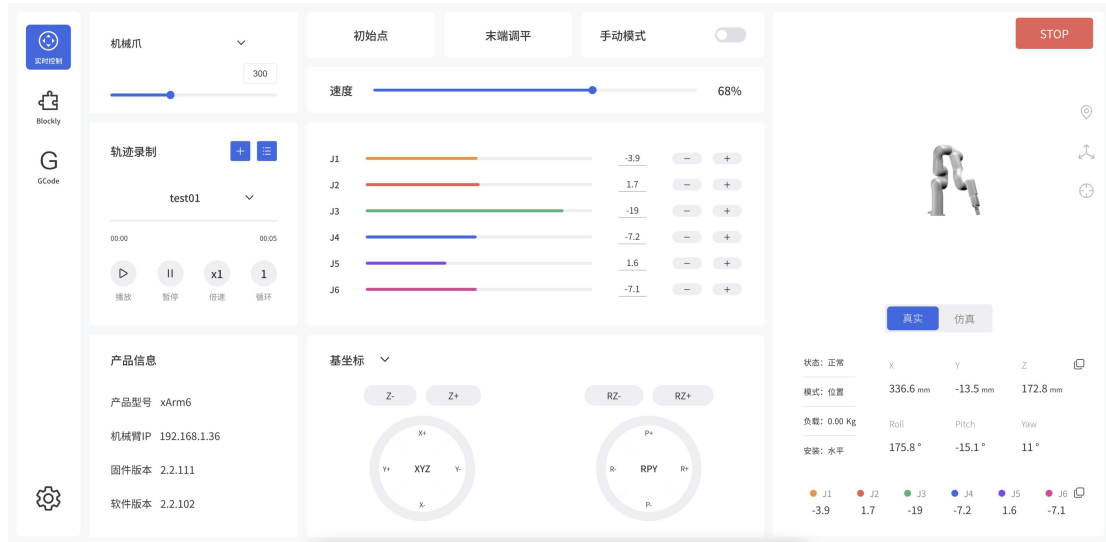 实时控制
Blockly
G
GCode
机械爪
300
轨迹录制
+
test01
00:00 00:05
x1 1
播放 暂停 倍速 循环
产品信息
产品型号 xArm6
机械臂IP 192.168.1.36
固件版本 2.2.111
软件版本 2.2.102
初始点 末端调平 手动模式
速度 68%
J1 -3.9 − +
J2 1.7 − +
J3 -19 − +
J4 -7.2 − +
J5 1.6 − +
J6 -7.1 − +
基坐标
Z- Z+ RZ- RZ+
X+ P+
Y+ XYZ Y- R- RPY R+
X- P-
STOP
真实 仿真
状态：正常
模式：位置
负载：0.00 Kg
安装：水平
X Y Z
336.6 mm -13.5 mm 172.8 mm
Roll Pitch Yaw
175.8 ° -15.1 ° 11 °
J1 J2 J3 J4 J5 J6
-3.9 1.7 -19 -7.2 1.6 -7.1